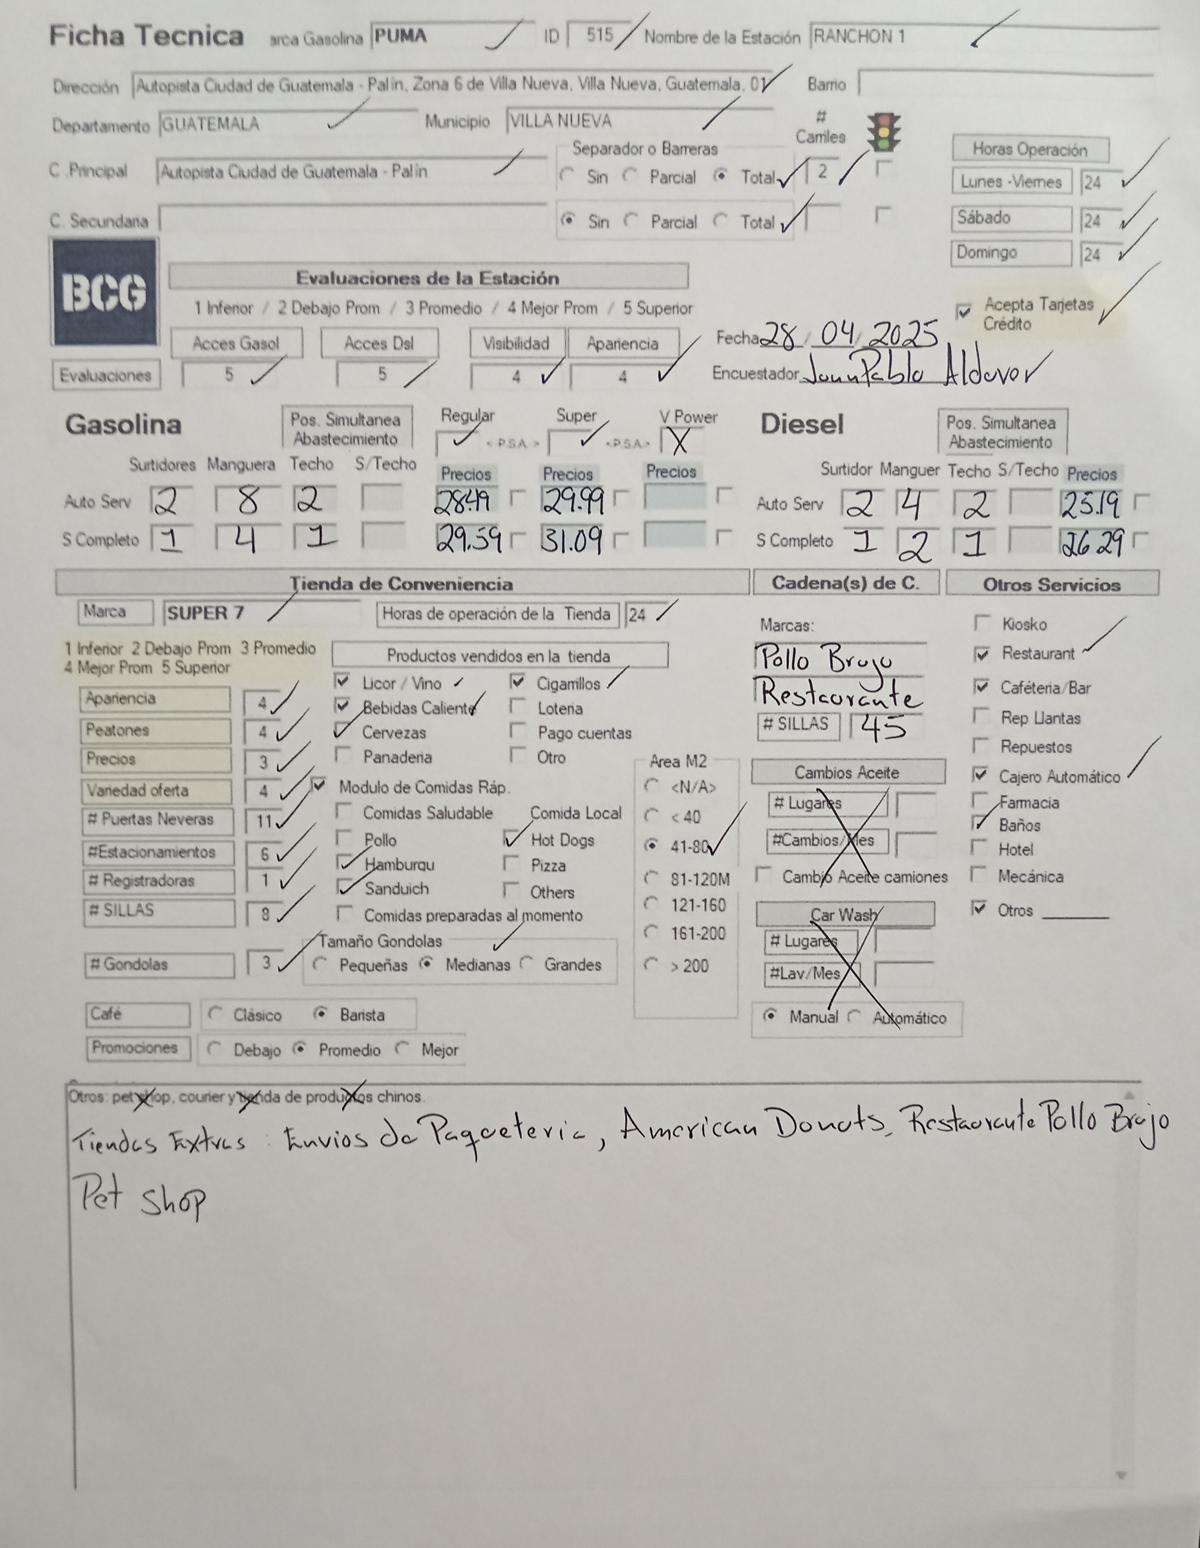 Ficha Tecnica arca Gasolina PUMA ID 515 Nombre de la Estación RANCHON 1
Dirección Autopista Ciudad de Guatemala - Palín, Zona 6 de Villa Nueva, Villa Nueva, Guatemala, 01 Barrio
Departamento GUATEMALA Municipio VILLA NUEVA # Carriles
Separador o Barreras Horas Operación
C .Principal Autopista Ciudad de Guatemala - Palín Sin Parcial Total 2 Lunes -Viernes 24
C. Secundaria Sin Parcial Total Sábado 24
Domingo 24
BCG
Evaluaciones de la Estación
1 Inferior / 2 Debajo Prom / 3 Promedio / 4 Mejor Prom / 5 Superior
Acepta Tarjetas Crédito
Acces Gasol Acces Dsl Visibilidad Apariencia Fecha 28/04/2025
Evaluaciones 5 5 4 4 Encuestador Juan Pablo
Gasolina Pos. Simultanea Abastecimiento Regular <P.S.A.> Super <P.S.A> V Power X Diesel Pos. Simultanea Abastecimiento
Surtidores Manguera Techo S/Techo Precios Precios Precios Surtidor Manguer Techo S/Techo Precios
Auto Serv 2 8 2 28.49 29.99 Auto Serv 2 4 2 25.19
S Completo 1 4 1 29.59 31.09 S Completo 1 2 1 26.29
Tienda de Conveniencia Cadena(s) de C. Otros Servicios
Marca SUPER 7 Horas de operación de la Tienda 24
1 Inferior 2 Debajo Prom 3 Promedio
4 Mejor Prom 5 Superior
Productos vendidos en la tienda
Apariencia 4
Peatones 4
Precios 3
Variedad oferta 4
# Puertas Neveras 11
#Estacionamientos 6
# Registradoras 1
# SILLAS 8
# Gondolas 3
Licor / Vino Cigarrillos
Bebidas Caliente Loteria
Cervezas Pago cuentas
Panaderia Otro
Modulo de Comidas Ráp.
Comidas Saludable Comida Local
Pollo Hot Dogs
Hamburqu Pizza
Sanduich Others
Comidas preparadas al momento
Tamaño Gondolas
Pequeñas Medianas Grandes
Area M2
<N/A>
< 40
41-80
81-120M
121-160
161-200
> 200
Marcas:
Pollo Brujo
Restaurante
# SILLAS 45
Cambios Aceite
# Lugares
#Cambios/Mes
Cambio Aceite camiones
Car Wash
# Lugares
#Lav/Mes
Manual Automático
Kiosko
Restaurant
Caféteria/Bar
Rep Llantas
Repuestos
Cajero Automático
Farmacia
Baños
Hotel
Mecánica
Otros
Café Clásico Barista
Promociones Debajo Promedio Mejor
Otros: pet shop, courier y tienda de productos chinos.
Tiendas Extras : Envios de Paqueteria, American Donuts, Restaurante Pollo Brujo
Pet shop